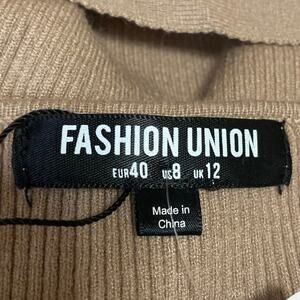 FASHION UNION
EUR40 US8 UK12
Made in
China